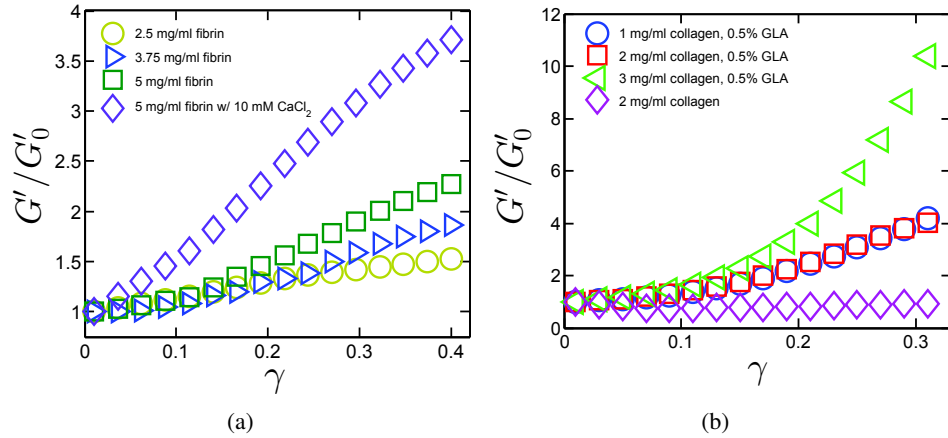 2.5 mg/ml fibrin
3.75 mg/ml fibrin
5 mg/ml fibrin
5 mg/ml fibrin w/ 10 mM CaCl₂
G′/G′₀
4
3.5
3
2.5
2
1.5
1
0
0.1
0.2
0.3
0.4
γ
(a)
1 mg/ml collagen, 0.5% GLA
2 mg/ml collagen, 0.5% GLA
3 mg/ml collagen, 0.5% GLA
2 mg/ml collagen
G′/G′₀
12
10
8
6
4
2
0
0
0.1
0.2
0.3
γ
(b)